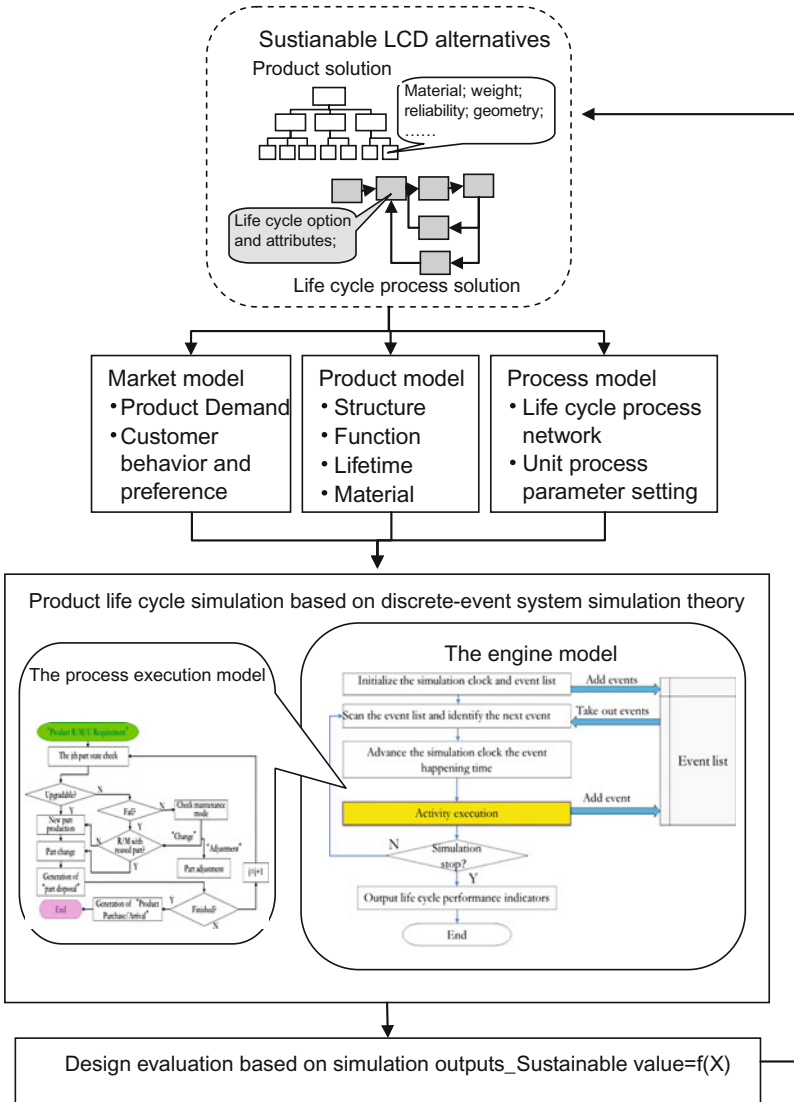 Sustianable LCD alternatives
Product solution
Material; weight;
reliability; geometry;
......
Life cycle option
and attributes;
Life cycle process solution
Market model
• Product Demand
• Customer
behavior and
preference
Product model
• Structure
• Function
• Lifetime
• Material
Process model
• Life cycle process
network
• Unit process
parameter setting
Product life cycle simulation based on discrete-event system simulation theory
The process execution model
"Product R/M/U Requirement"
The jth part state check
Upgradable?
N
Y
Fail?
N
Y
Check maintenance
mode
New part
production
R/M with
reused part?
N
Y
"Change"
"Adjustment"
Part change
Part adjustment
j=j+1
Generation of
"part disposal"
Finished?
Y
N
Generation of "Product
Purchase/Arrival"
End
The engine model
Initialize the simulation clock and event list
Add events
Scan the event list and identify the next event
Take out events
Advance the simulation clock the event
happening time
Event list
Activity execution
Add event
Simulation
stop?
N
Y
Output life cycle performance indicators
End
Design evaluation based on simulation outputs_Sustainable value=f(X)